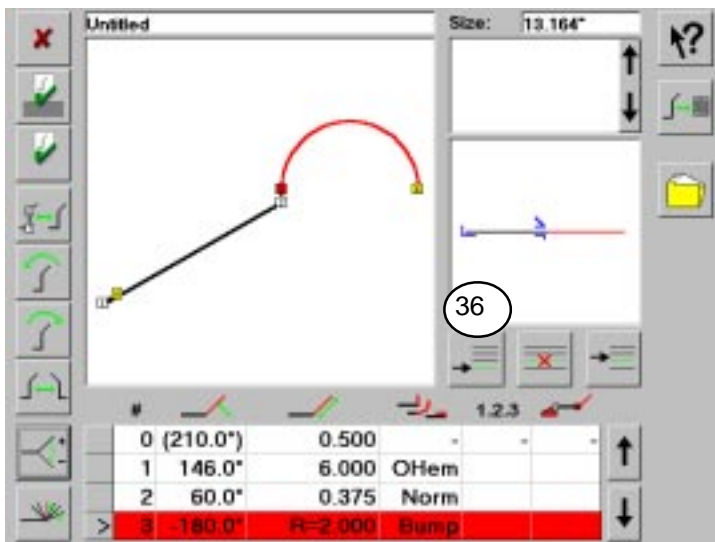 Untitled
Size: 13.164"
36
# 1.2.3
0 (210.0°) 0.500 - - -
1 146.0° 6.000 OHem
2 60.0° 0.375 Norm
> 3 -180.0° R=2.000 Bump